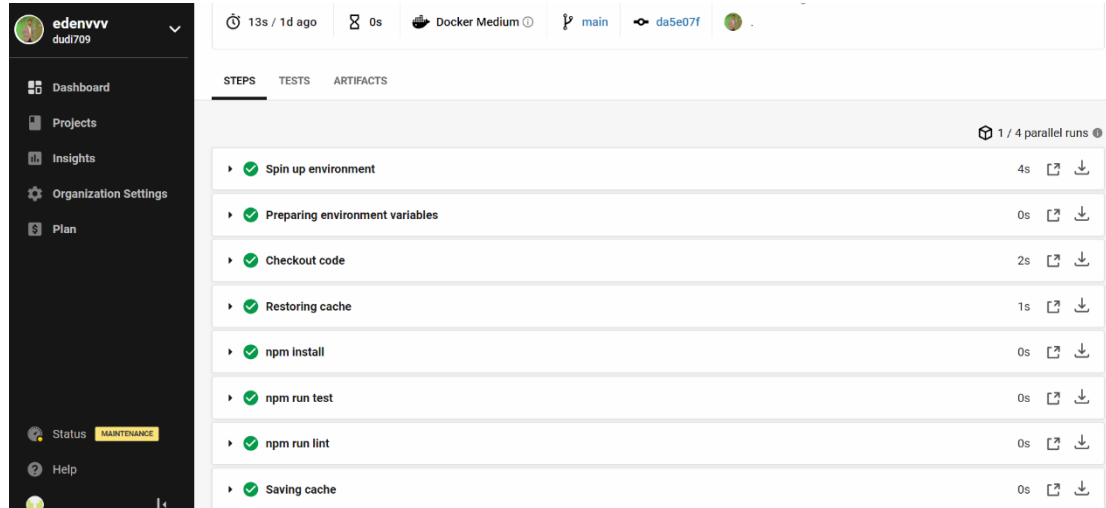 edenvvv
dudi709
13s / 1d ago
0s
Docker Medium
main
da5e07f
.
Dashboard
Projects
Insights
Organization Settings
Plan
Status MAINTENANCE
Help
STEPS TESTS ARTIFACTS
1 / 4 parallel runs
Spin up environment 4s
Preparing environment variables 0s
Checkout code 2s
Restoring cache 1s
npm install 0s
npm run test 0s
npm run lint 0s
Saving cache 0s